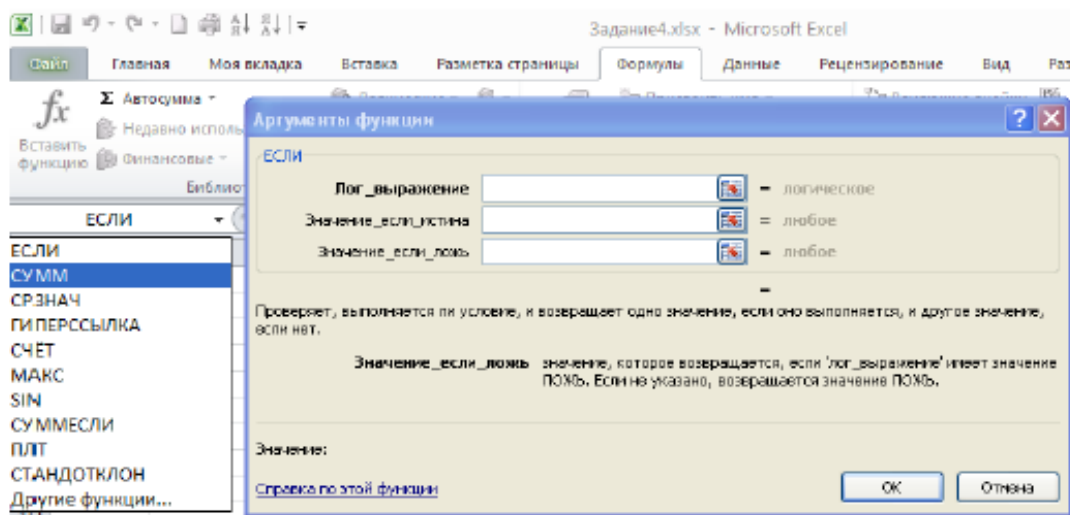 Задание4.xlsx - Microsoft Excel
Файл Главная Моя вкладка Вставка Разметка страницы Формулы Данные Рецензирование Вид Раз
fx
Σ Автосумма
Недавно исполь
Вставить функцию
Финансовые
Библиот
Аргументы функции
ЕСЛИ
Лог_выражение = логическое
Значение_если_истина = любое
Значение_если_ложь = любое
=
Проверяет, выполняется ли условие, и возвращает одно значение, если оно выполняется, и другое значение,
если нет.
Значение_если_ложь значение, которое возвращается, если 'лог_выражение' имеет значение
ЛОЖЬ. Если не указано, возвращается значение ЛОЖЬ.
Значение:
Справка по этой функции
ОК Отмена
ЕСЛИ
ЕСЛИ
СУММ
СРЗНАЧ
ГИПЕРССЫЛКА
СЧЁТ
МАКС
SIN
СУММЕСЛИ
ПЛТ
СТАНДОТКЛОН
Другие функции...